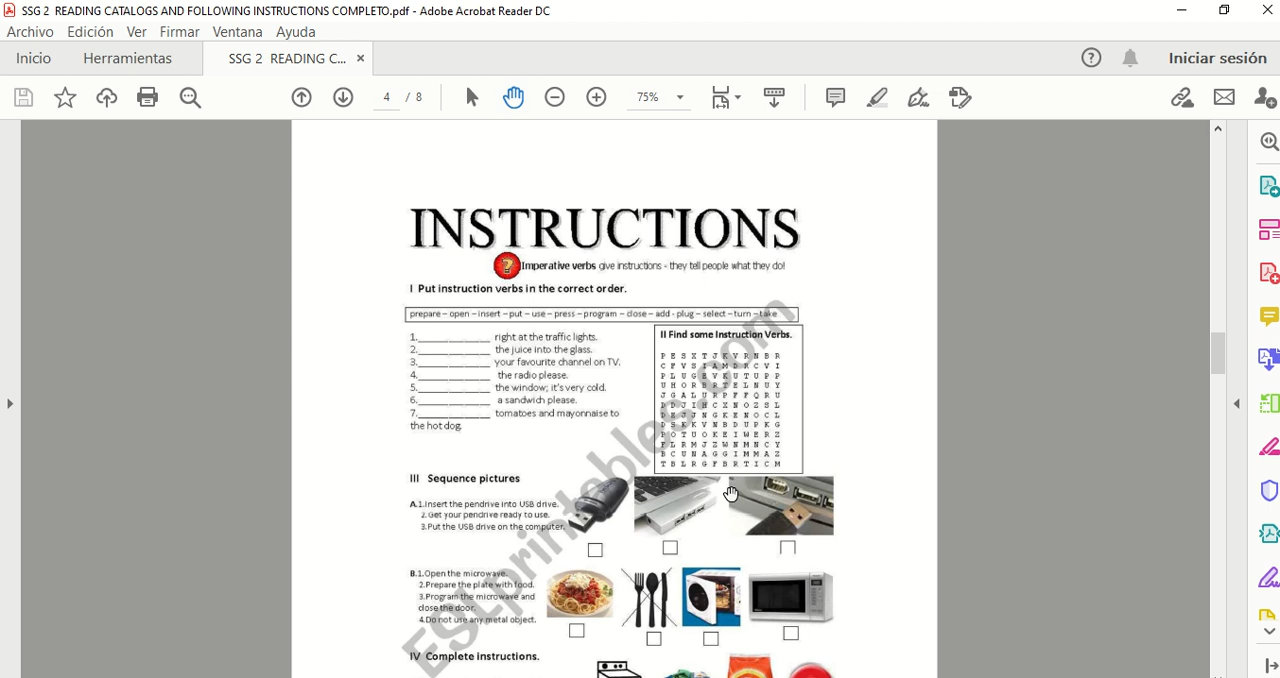 SSG 2 READING CATALOGS AND FOLLOWING INSTRUCTIONS COMPLETO.pdf - Adobe Acrobat Reader DC
Archivo Edición Ver Firmar Ventana Ayuda
Inicio Herramientas SSG 2 READING C... × Iniciar sesión
4 / 8 75%
INSTRUCTIONS
? Imperative verbs give instructions - they tell people what they do!
I Put instruction verbs in the correct order.
prepare – open – insert – put – use – press – program – close – add - plug – select – turn – take
1.____________ right at the traffic lights.
2.____________ the juice into the glass.
3.____________ your favourite channel on TV.
4.____________ the radio please.
5.____________ the window; it's very cold.
6.____________ a sandwich please.
7.____________ tomatoes and mayonnaise to
the hot dog.
II Find some Instruction Verbs.
P E S X T J K V R N B R
C F V S I A M D R C V I
P L U G E V K U T U P P
U H O R B R T E L N U Y
J G A L U R P F F Q R U
D D J I H C X N O Z S L
D E J J N G K E N O C L
D S K K V N B D U P K G
P O T U O K E I W E R Z
F L R M J Z W N M N C Y
B C U N A G G I M M A Z
T B L R G F B R T I C M
III Sequence pictures
A.1.Insert the pendrive into USB drive.
2.Get your pendrive ready to use.
3.Put the USB drive on the computer.
B.1.Open the microwave.
2.Prepare the plate with food.
3.Program the microwave and
close the door.
4.Do not use any metal object.
IV Complete instructions.
ESLprintables.com